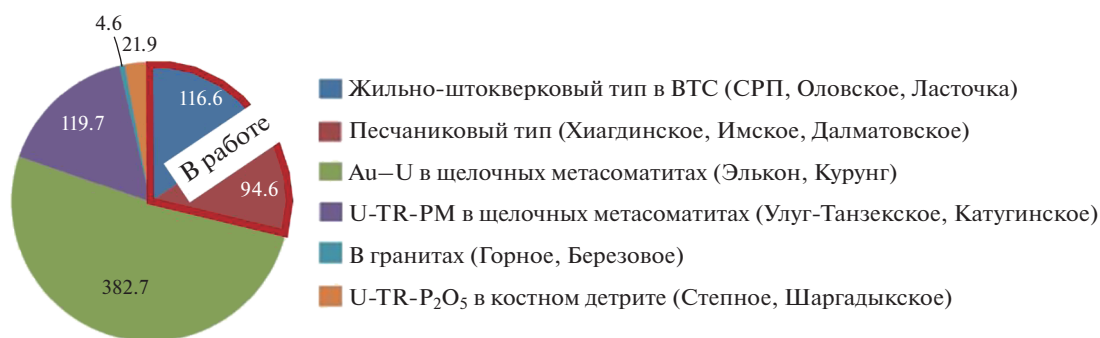 4.6
21.9
116.6
119.7
В работе
94.6
382.7
Жильно-штокверковый тип в ВТС (СРП, Оловское, Ласточка)
Песчаниковый тип (Хиагдинское, Имское, Далматовское)
Au–U в щелочных метасоматитах (Элькон, Курунг)
U-TR-PM в щелочных метасоматитах (Улуг-Танзекское, Катугинское)
В гранитах (Горное, Березовое)
U-TR-P₂O₅ в костном детрите (Степное, Шаргадыкское)